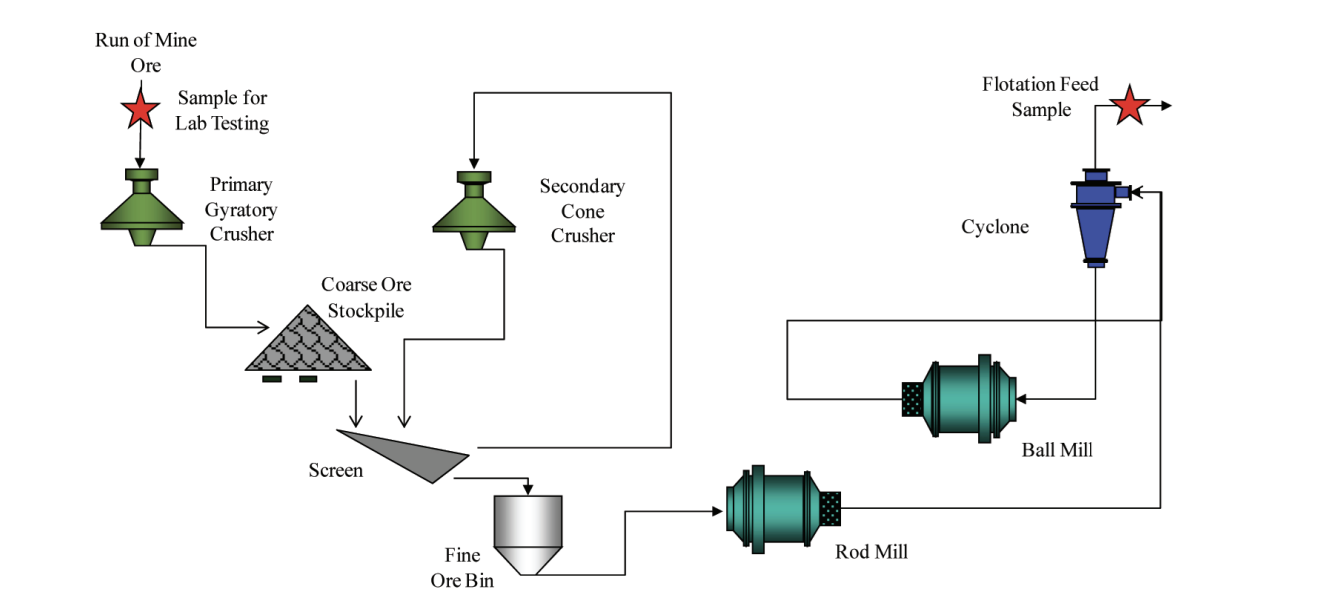 Run of Mine
Ore
Sample for
Lab Testing
Primary
Gyratory
Crusher
Secondary
Cone
Crusher
Flotation Feed
Sample
Cyclone
Coarse Ore
Stockpile
Screen
Ball Mill
Fine
Ore Bin
Rod Mill